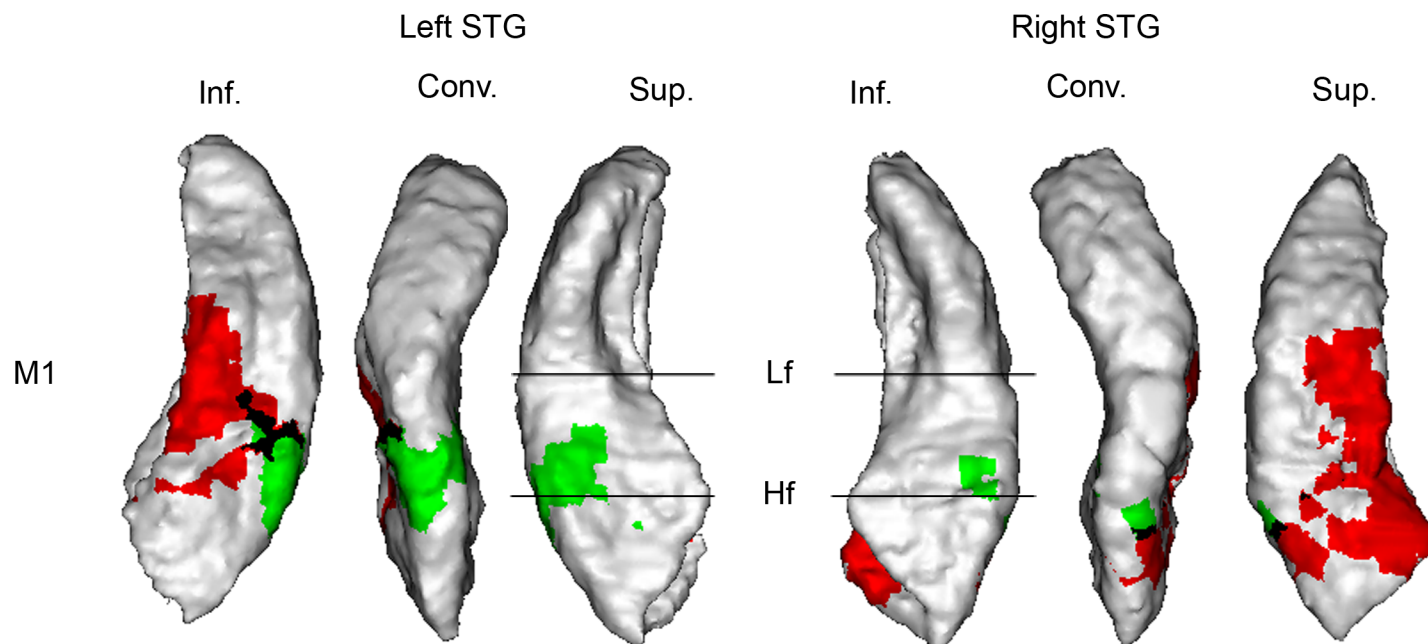 Left STG
Right STG
Inf.
Conv.
Sup.
Inf.
Conv.
Sup.
M1
Lf
Hf